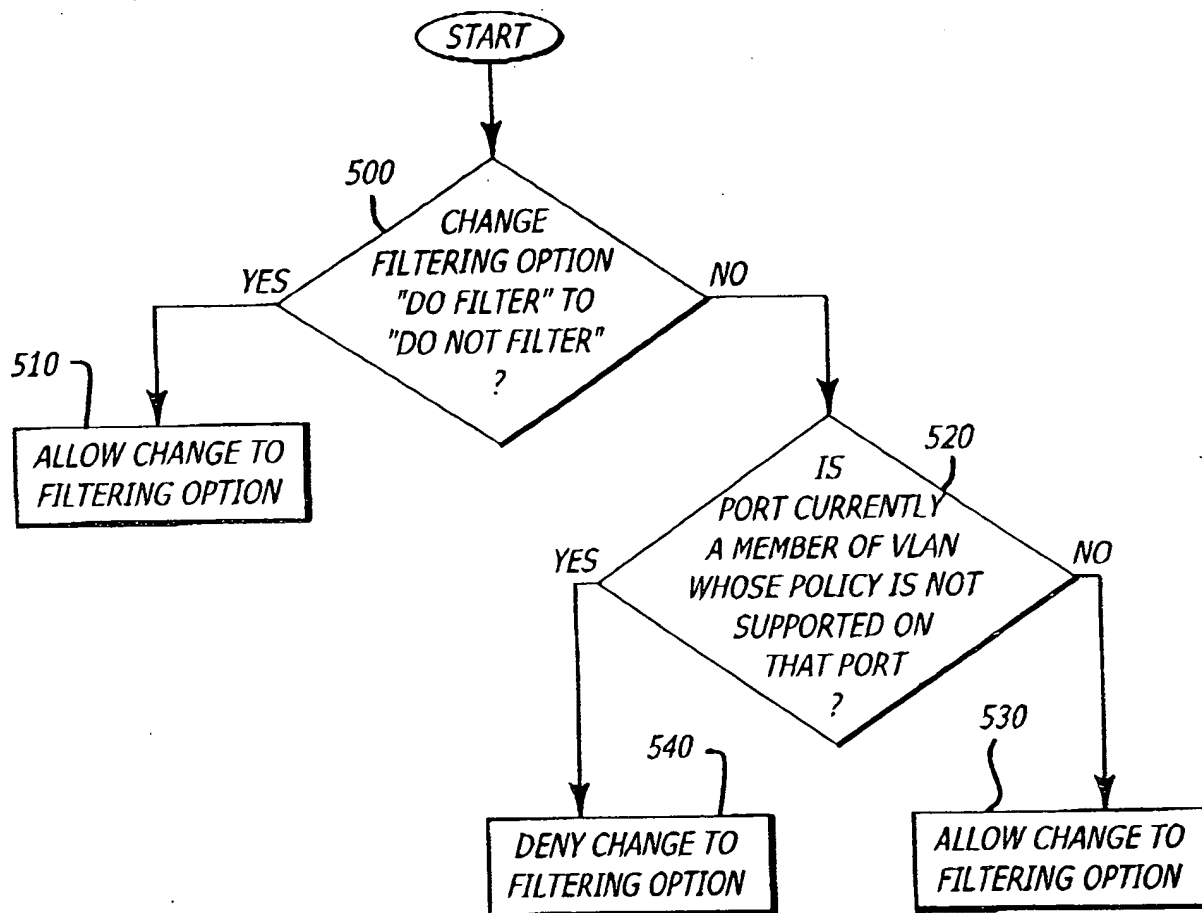 START
500
CHANGE
FILTERING OPTION
"DO FILTER" TO
"DO NOT FILTER"
?
YES
NO
510
ALLOW CHANGE TO
FILTERING OPTION
520
IS
PORT CURRENTLY
A MEMBER OF VLAN
WHOSE POLICY IS NOT
SUPPORTED ON
THAT PORT
?
YES
NO
540
DENY CHANGE TO
FILTERING OPTION
530
ALLOW CHANGE TO
FILTERING OPTION